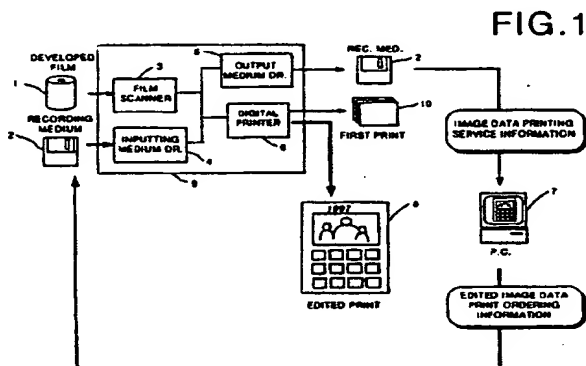 FIG.1
DEVELOPED
FILM
1
3
FILM
SCANNER
5
OUTPUT
MEDIUM DR.
REC. MED.
2
RECORDING
MEDIUM
2
INPUTTING
MEDIUM DR.
4
DIGITAL
PRINTER
6
10
FIRST PRINT
IMAGE DATA PRINTING
SERVICE INFORMATION
9
1997
EDITED PRINT
7
P.C.
EDITED IMAGE DATA
PRINT ORDERING
INFORMATION